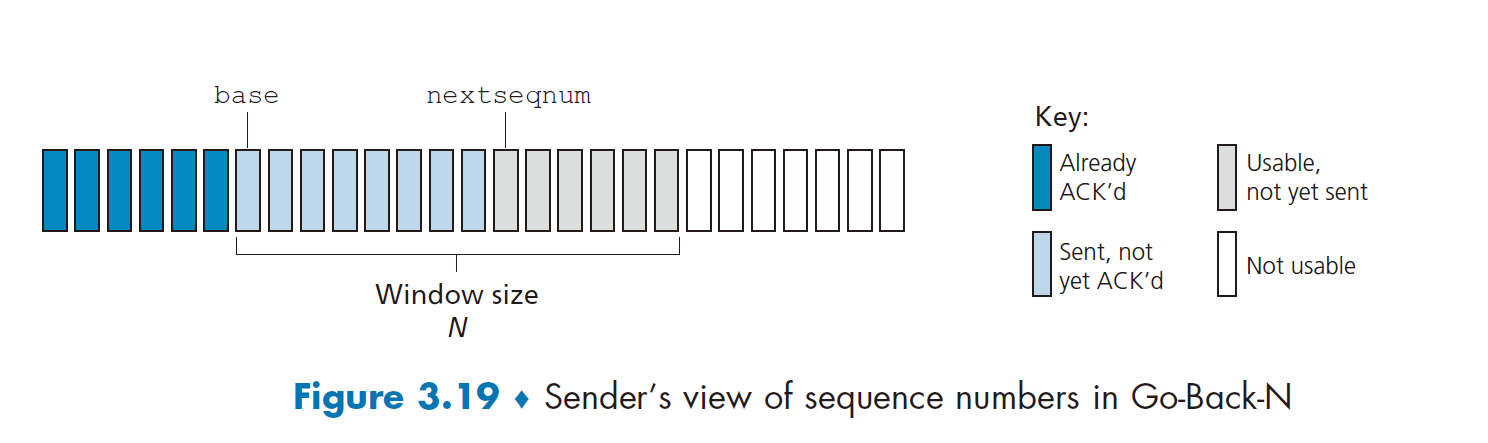 base
nextseqnum
Window size
N
Key:
Already
ACK’d
Usable,
not yet sent
Sent, not
yet ACK’d
Not usable
Figure 3.19 ♦ Sender’s view of sequence numbers in Go-Back-N